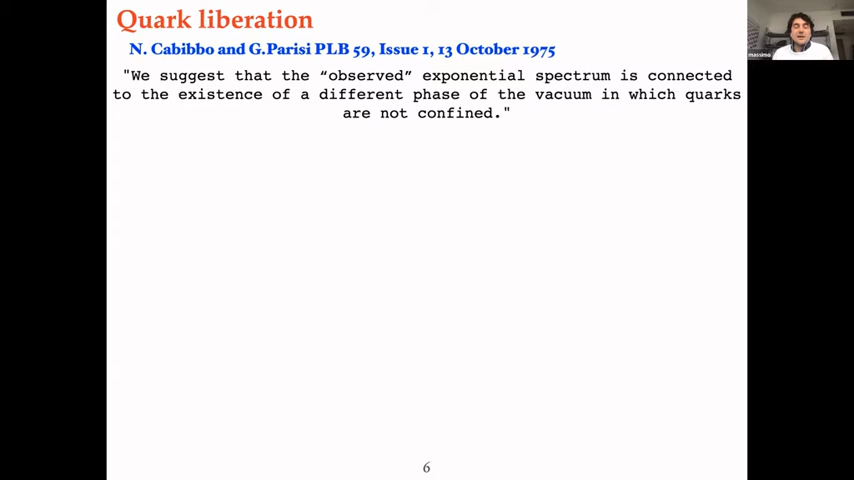 Quark liberation
N. Cabibbo and G.Parisi PLB 59, Issue 1, 13 October 1975
"We suggest that the “observed” exponential spectrum is connected
to the existence of a different phase of the vacuum in which quarks
are not confined."
6
massimo